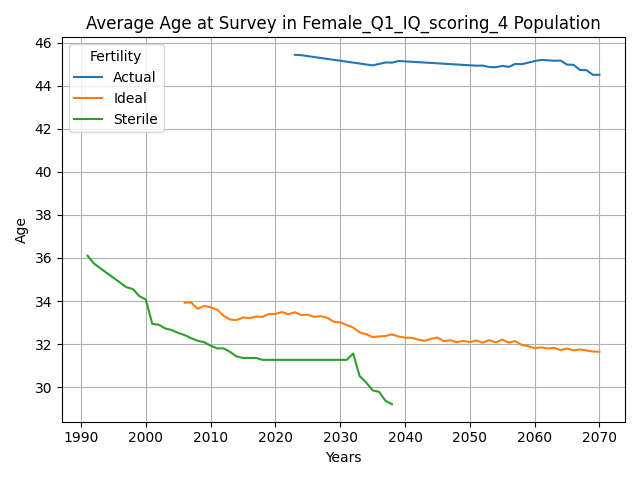 Average Age at Survey in Female_Q1_IQ_scoring_4 Population
Fertility
Actual
Ideal
Sterile
Age
46
44
42
40
38
36
34
32
30
1990 2000 2010 2020 2030 2040 2050 2060 2070
Years